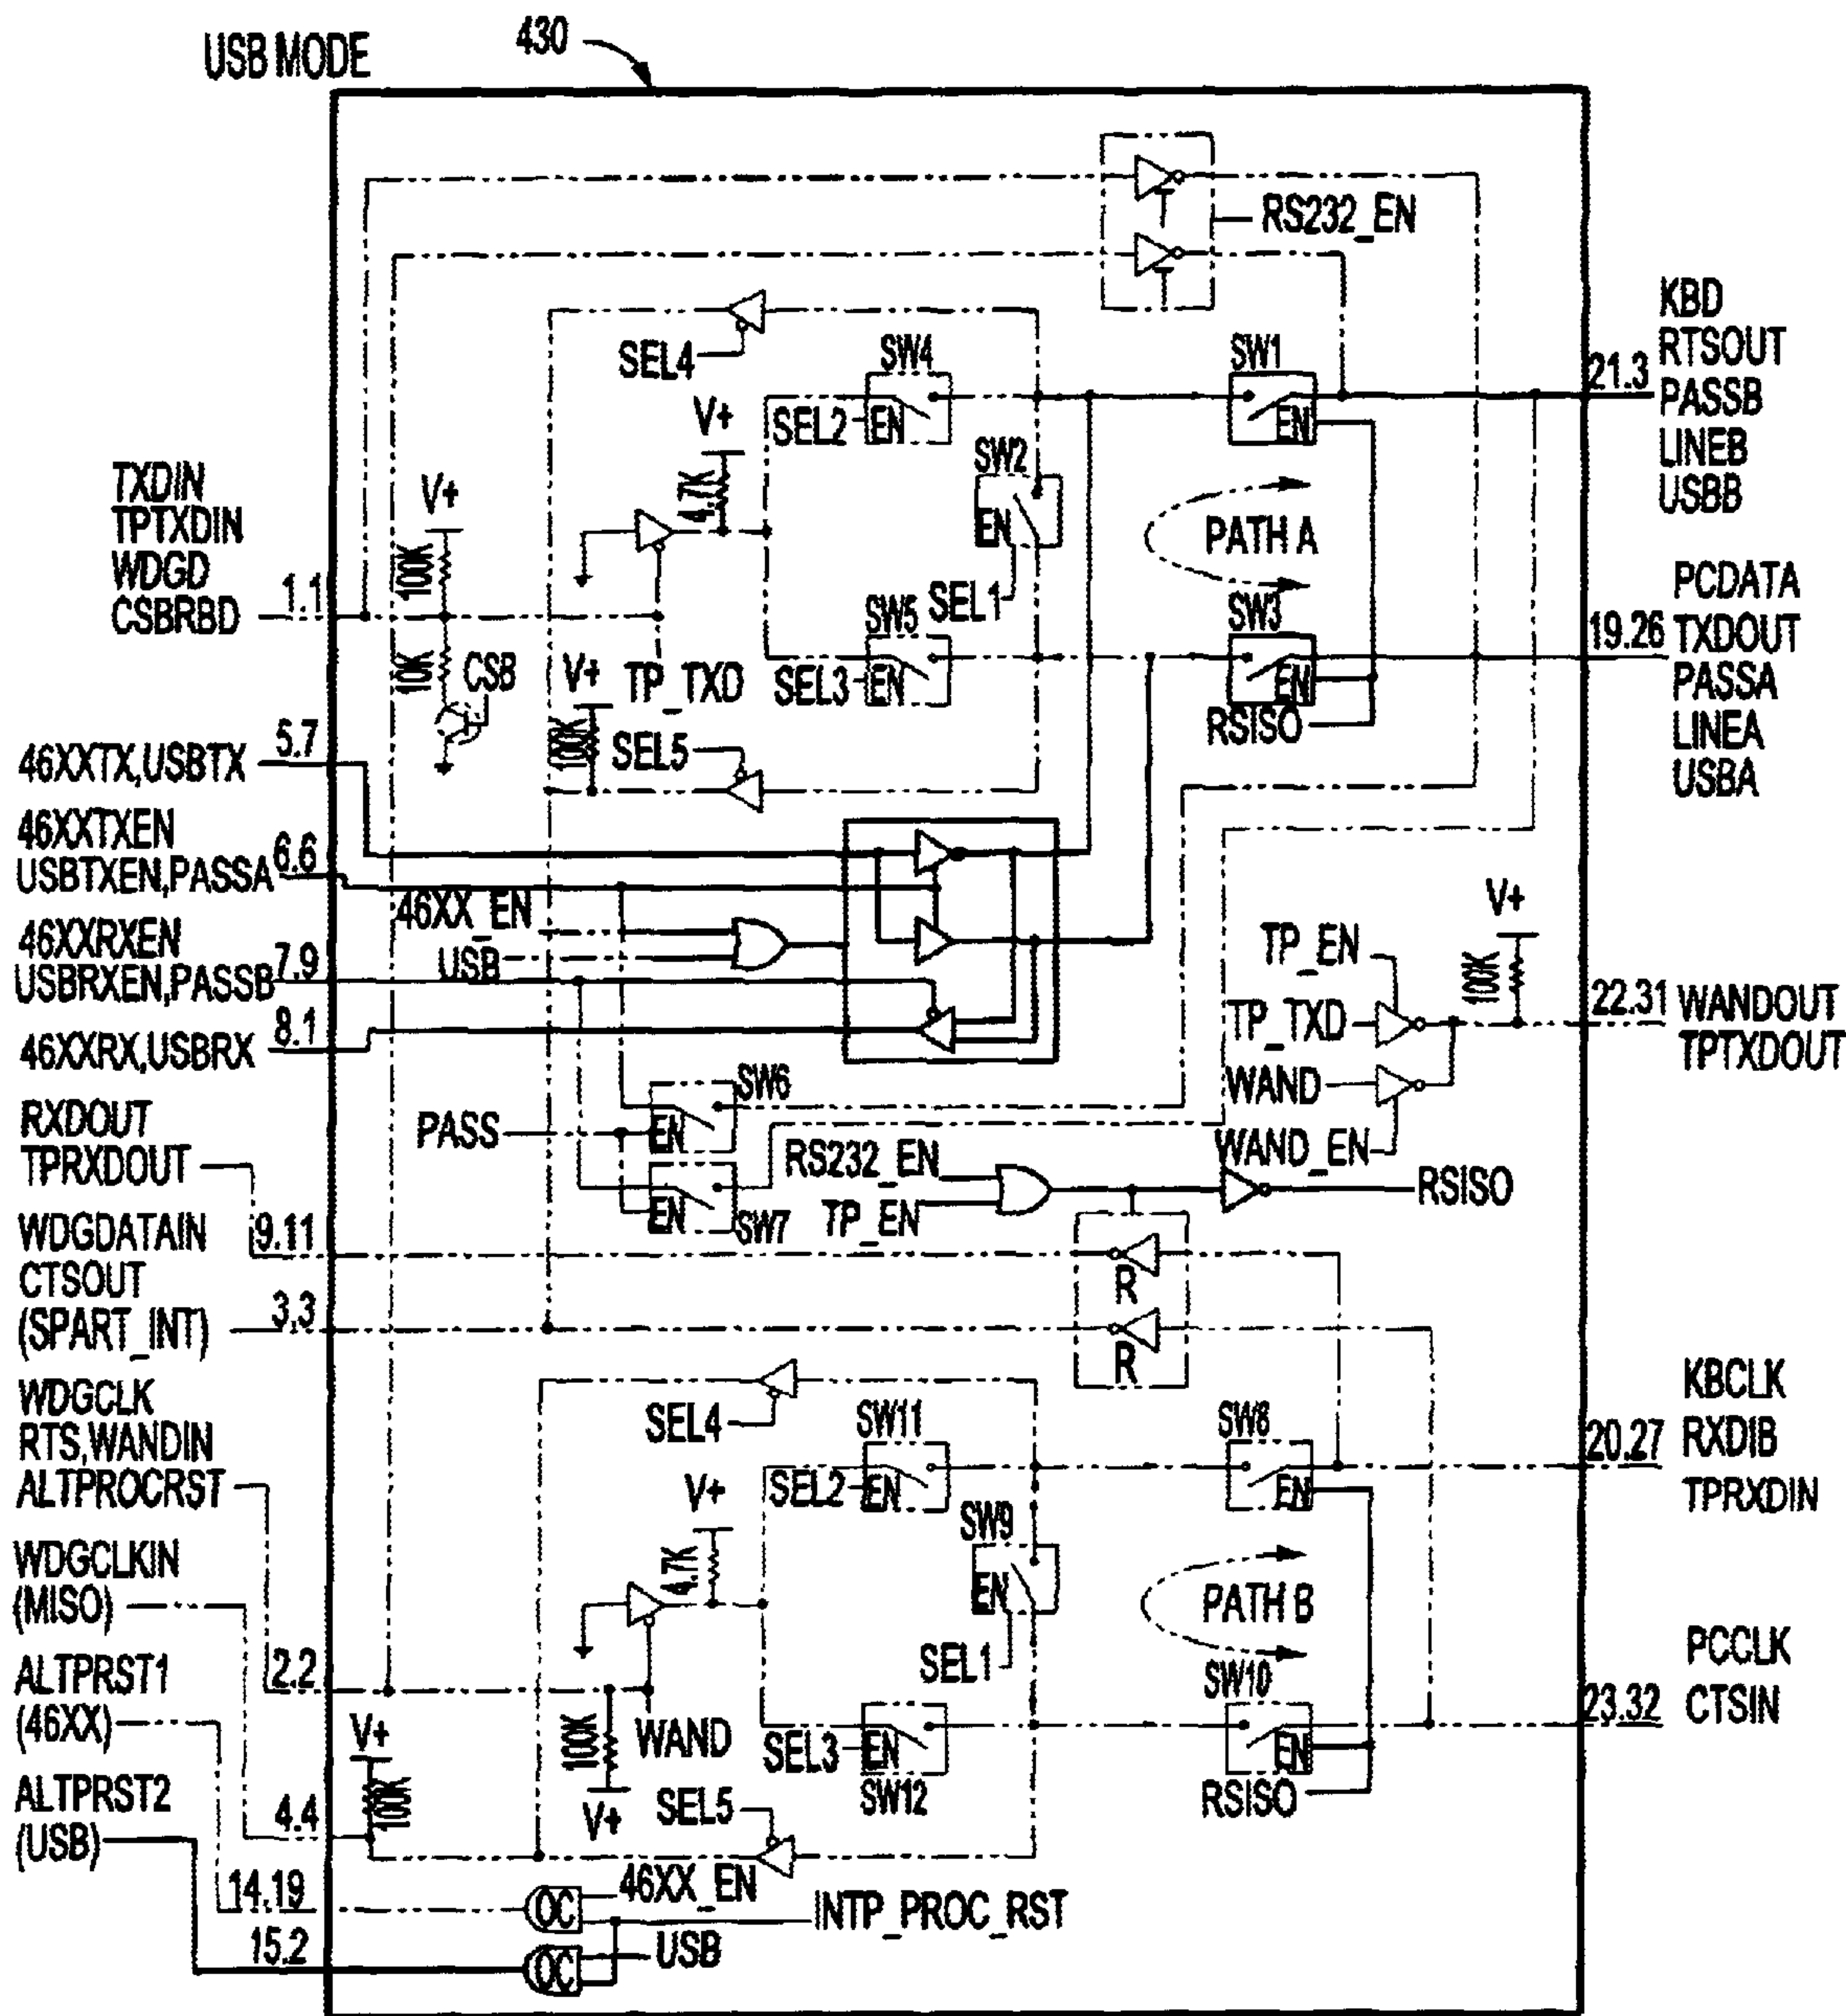 USB MODE
430
RS232_EN
KBD
RTSOUT
21.3
PASSB
LINEB
USBB
SEL4
SW4
SEL2
EN
SW1
EN
V+
4.7K
SW2
EN
SEL1
PATH A
TXDIN
TPTXDIN
WDGD
CSBRBD
1.1
V+
100K
10K
CSB
TP_TXD
SW5
SEL3
EN
SW3
EN
RSISO
PCDATA
19.26
TXDOUT
PASSA
LINEA
USBA
V+
100K
SEL5
46XXTX,USBTX
5.7
46XXTXEN
USBTXEN,PASSA
6.6
46XX_EN
USB
46XXRXEN
USBRXEN,PASSB
7.9
46XXRX,USBRX
8.1
V+
TP_EN
100K
TP_TXD
22.31
WANDOUT
TPTXDOUT
WAND
WAND_EN
PASS
SW6
EN
EN
SW7
RS232_EN
TP_EN
RSISO
RXDOUT
TPRXDOUT
9.11
R
R
WDGDATAIN
CTSOUT
(SPART_INT)
3.3
WDGCLK
RTS,WANDIN
ALTPROCRST
2.2
SEL4
SW11
SEL2
EN
SW8
EN
KBCLK
20.27
RXDIB
TPRXDIN
V+
4.7K
SW9
EN
SEL1
PATH B
WDGCLKIN
(MISO)
4.4
V+
100K
100K
V+
WAND
SEL3
EN
SW12
SW10
EN
RSISO
PCCLK
23.32
CTSIN
SEL5
ALTPRST1
(46XX)
14.19
OC
46XX_EN
INTP_PROC_RST
ALTPRST2
(USB)
15.2
OC
USB